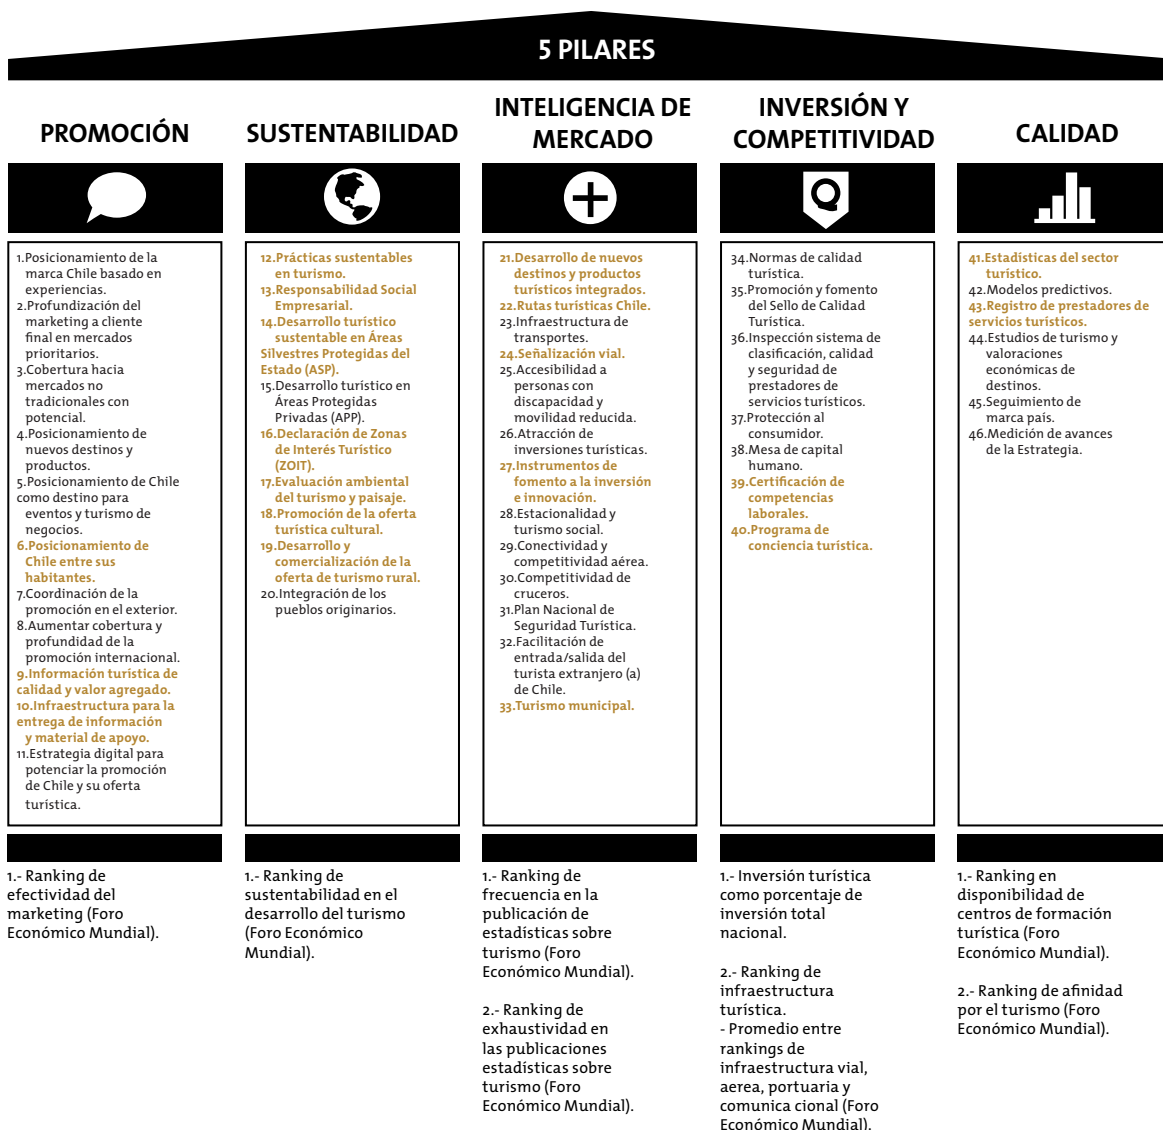 5 PILARES
PROMOCIÓN
1.Posicionamiento de la
marca Chile basado en
experiencias.
2.Profundización del
marketing a cliente
final en mercados
prioritarios.
3.Cobertura hacia
mercados no
tradicionales con
potencial.
4.Posicionamiento de
nuevos destinos y
productos.
5.Posicionamiento de Chile
como destino para
eventos y turismo de
negocios.
6.Posicionamiento de
Chile entre sus
habitantes.
7.Coordinación de la
promoción en el exterior.
8.Aumentar cobertura y
profundidad de la
promoción internacional.
9.Información turística de
calidad y valor agregado.
10.Infraestructura para la
entrega de información
y material de apoyo.
11.Estrategia digital para
potenciar la promoción
de Chile y su oferta
turística.
1.- Ranking de
efectividad del
marketing (Foro
Económico Mundial).
SUSTENTABILIDAD
12.Prácticas sustentables
en turismo.
13.Responsabilidad Social
Empresarial.
14.Desarrollo turístico
sustentable en Áreas
Silvestres Protegidas del
Estado (ASP).
15.Desarrollo turístico en
Áreas Protegidas
Privadas (APP).
16.Declaración de Zonas
de Interés Turístico
(ZOIT).
17.Evaluación ambiental
del turismo y paisaje.
18.Promoción de la oferta
turística cultural.
19.Desarrollo y
comercialización de la
oferta de turismo rural.
20.Integración de los
pueblos originarios.
1.- Ranking de
sustentabilidad en el
desarrollo del turismo
(Foro Económico
Mundial).
INTELIGENCIA DE
MERCADO
21.Desarrollo de nuevos
destinos y productos
turísticos integrados.
22.Rutas turísticas Chile.
23.Infraestructura de
transportes.
24.Señalización vial.
25.Accesibilidad a
personas con
discapacidad y
movilidad reducida.
26.Atracción de
inversiones turísticas.
27.Instrumentos de
fomento a la inversión
e innovación.
28.Estacionalidad y
turismo social.
29.Conectividad y
competitividad aérea.
30.Competitividad de
cruceros.
31.Plan Nacional de
Seguridad Turística.
32.Facilitación de
entrada/salida del
turista extranjero (a)
de Chile.
33.Turismo municipal.
1.- Ranking de
frecuencia en la
publicación de
estadísticas sobre
turismo (Foro
Económico Mundial).
2.- Ranking de
exhaustividad en
las publicaciones
estadísticas sobre
turismo (Foro
Económico Mundial).
INVERSIÓN Y
COMPETITIVIDAD
34.Normas de calidad
turística.
35.Promoción y fomento
del Sello de Calidad
Turística.
36.Inspección sistema de
clasificación, calidad
y seguridad de
prestadores de
servicios turísticos.
37.Protección al
consumidor.
38.Mesa de capital
humano.
39.Certificación de
competencias
laborales.
40.Programa de
conciencia turística.
1.- Inversión turística
como porcentaje de
inversión total
nacional.
2.- Ranking de
infraestructura
turística.
- Promedio entre
rankings de
infraestructura vial,
aerea, portuaria y
comunica cional (Foro
Económico Mundial).
CALIDAD
41.Estadísticas del sector
turístico.
42.Modelos predictivos.
43.Registro de prestadores de
servicios turísticos.
44.Estudios de turismo y
valoraciones
económicas de
destinos.
45.Seguimiento de
marca país.
46.Medición de avances
de la Estrategia.
1.- Ranking en
disponibilidad de
centros de formación
turística (Foro
Económico Mundial).
2.- Ranking de afinidad
por el turismo (Foro
Económico Mundial).